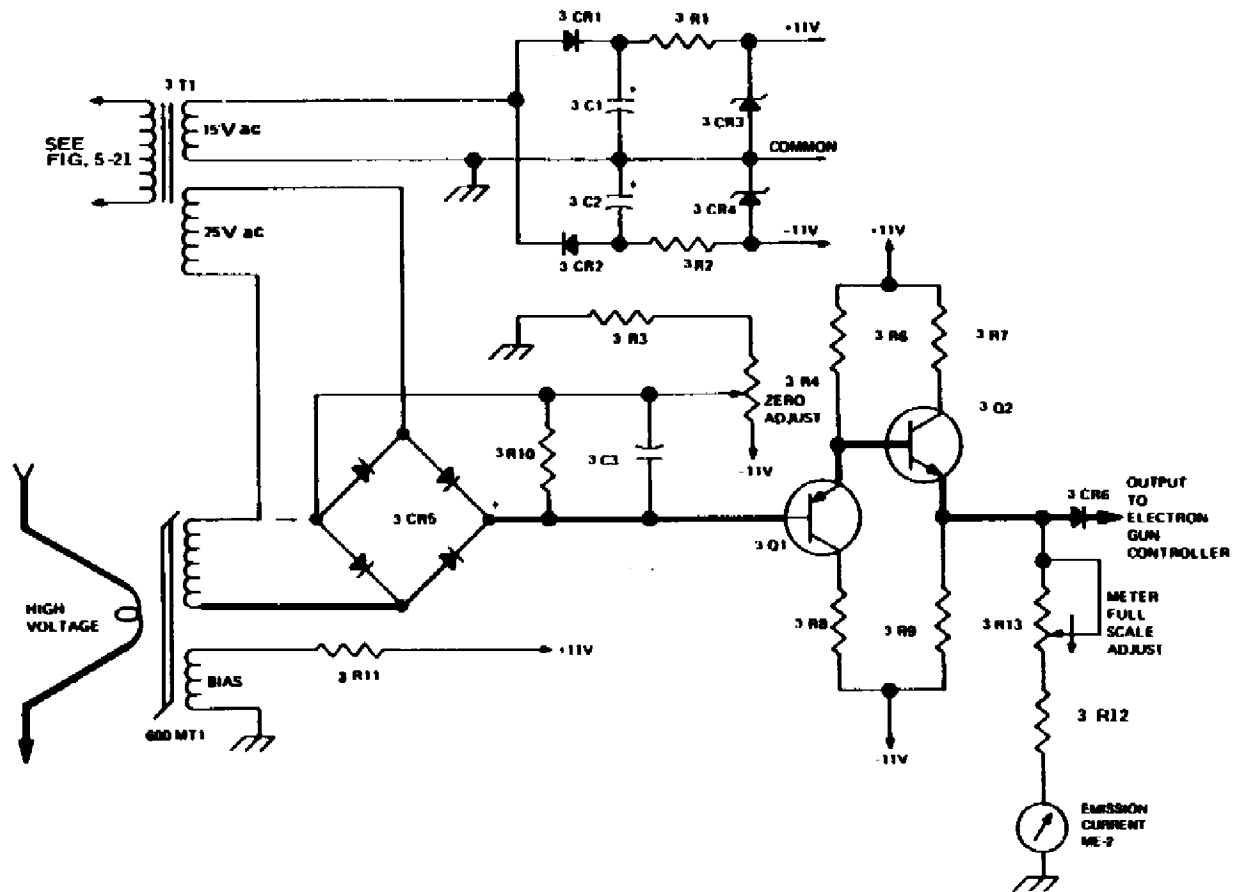 3 CR1
3 R1
+11V
3 T1
+
3 C1
3 CR3
15V ac
SEE
FIG. 5-21
COMMON
+
3 C2
3 CR4
25V ac
-11V
3 CR2
3 R2
+11V
3 R3
3 R6
3 R7
3 R4
ZERO
ADJUST
3 Q2
3R10
3 C3
-11V
+
3 CR5
3 CR6
OUTPUT
TO
ELECTRON
GUN
CONTROLLER
3 Q1
HIGH
VOLTAGE
METER
FULL
SCALE
ADJUST
3 R8
3 R9
3 R13
+11V
3 R11
BIAS
3 R12
600 MT1
-11V
EMISSION
CURRENT
ME-2